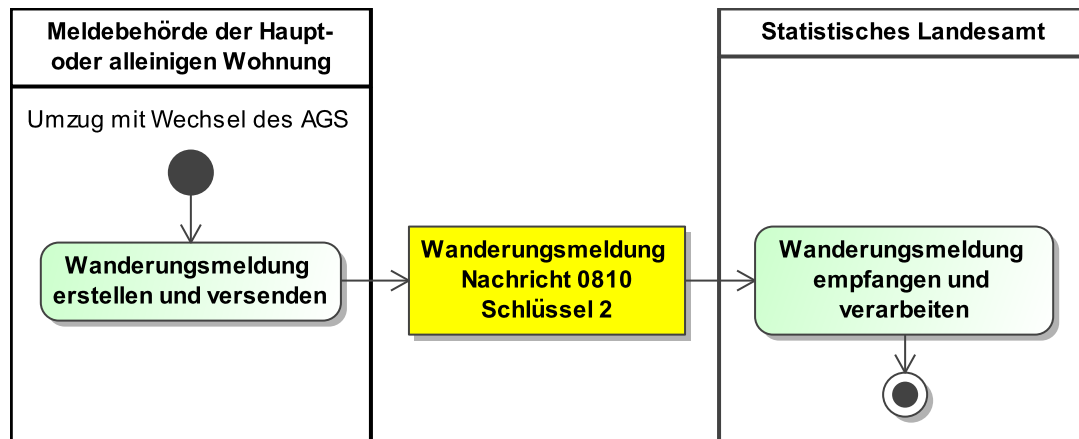 Meldebehörde der Haupt-
oder alleinigen Wohnung
Umzug mit Wechsel des AGS
Wanderungsmeldung
erstellen und versenden
Wanderungsmeldung
Nachricht 0810
Schlüssel 2
Statistisches Landesamt
Wanderungsmeldung
empfangen und
verarbeiten